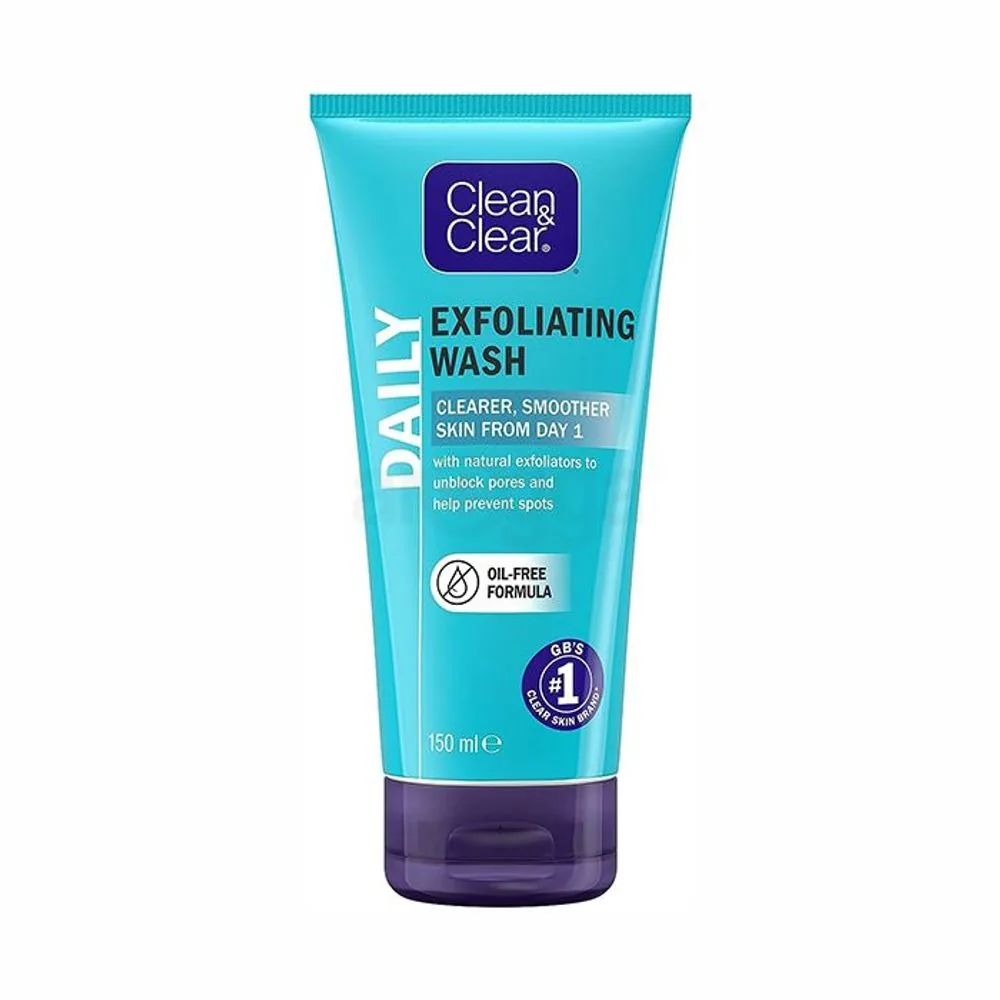 Clean &
Clear®
DAILY
EXFOLIATING
WASH
CLEARER, SMOOTHER
SKIN FROM DAY 1
with natural exfoliators to
unblock pores and
help prevent spots
OIL-FREE
FORMULA
GB'S
#1
CLEAR SKIN BRAND*
150 ml ℮